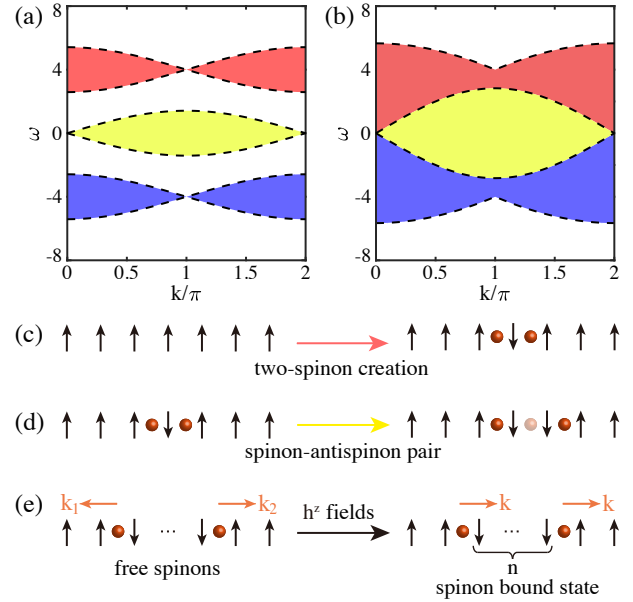 (a)
(b)
8
4
0
-4
-8
ω
0
0.5
1
1.5
2
k/π
8
4
0
-4
-8
ω
0
0.5
1
1.5
2
k/π
(c)
two-spinon creation
(d)
spinon-antispinon pair
(e)
k₁
k₂
hᶻ fields
k
k
...
...
free spinons
n
spinon bound state